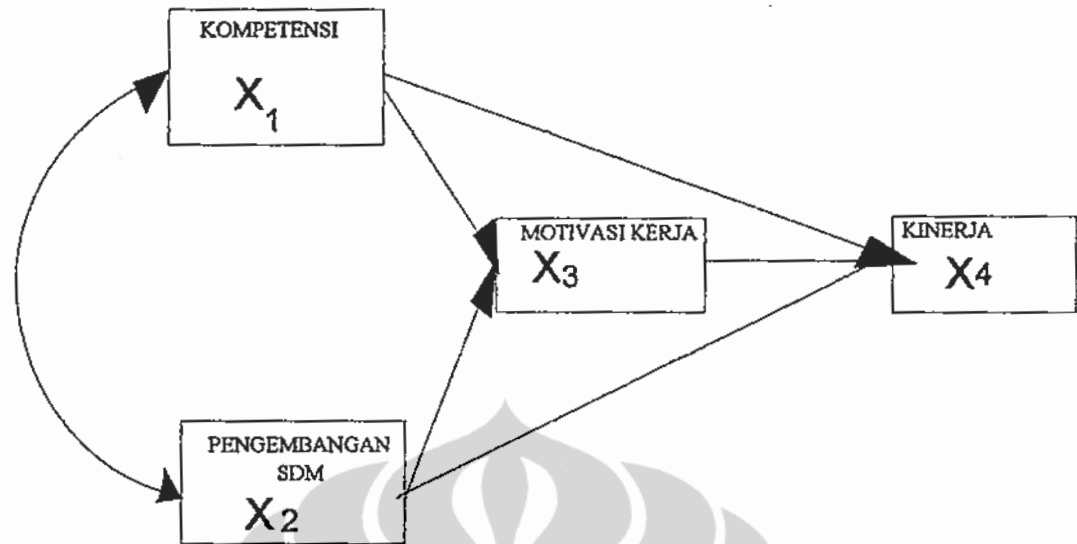 KOMPETENSI
X1
MOTIVASI KERJA
X3
KINERJA
X4
PENGEMBANGAN
SDM
X2